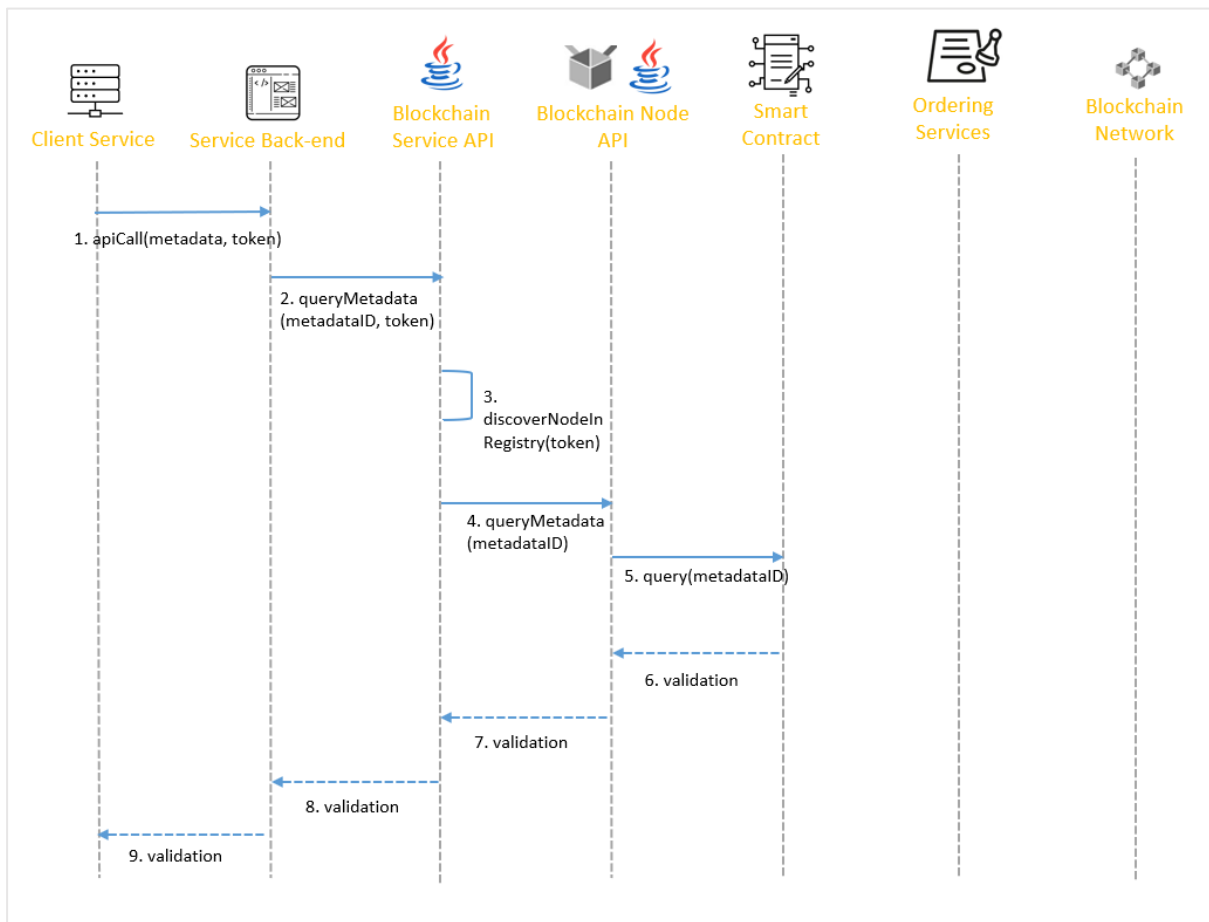 Client Service
Service Back-end
Blockchain
Service API
Blockchain Node
API
Smart
Contract
Ordering
Services
Blockchain
Network
1. apiCall(metadata, token)
2. queryMetadata
(metadataID, token)
3.
discoverNodeIn
Registry(token)
4. queryMetadata
(metadataID)
5. query(metadataID)
6. validation
7. validation
8. validation
9. validation